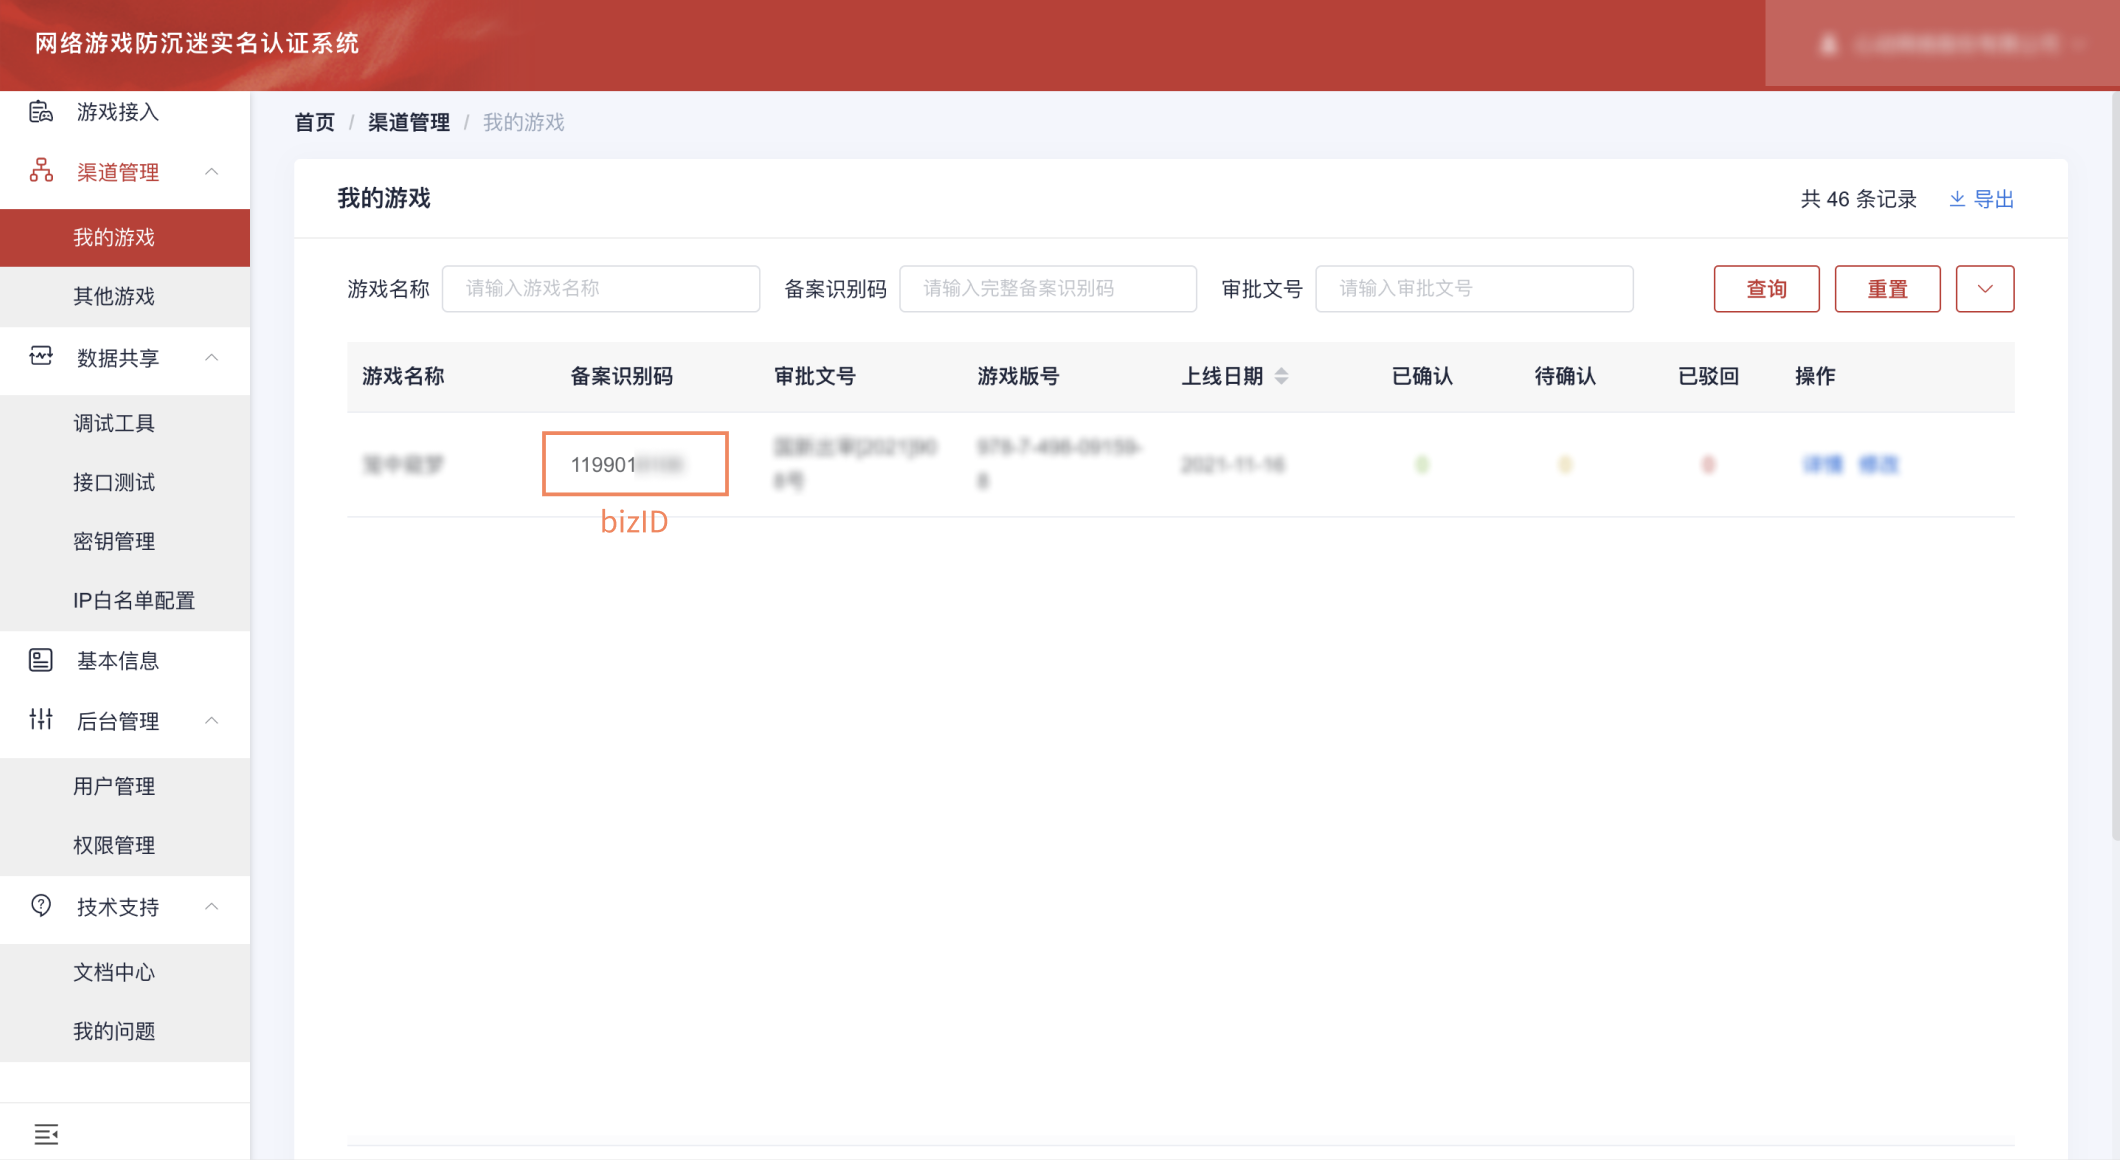 网络游戏防沉迷实名认证系统
游戏接入
渠道管理
我的游戏
其他游戏
数据共享
调试工具
接口测试
密钥管理
IP白名单配置
基本信息
后台管理
用户管理
权限管理
技术支持
文档中心
我的问题
首页 / 渠道管理 / 我的游戏
我的游戏 共 46 条记录 导出
游戏名称 请输入游戏名称 备案识别码 请输入完整备案识别码 审批文号 请输入审批文号 查询 重置
游戏名称 备案识别码 审批文号 游戏版号 上线日期 已确认 待确认 已驳回 操作
119901
bizID